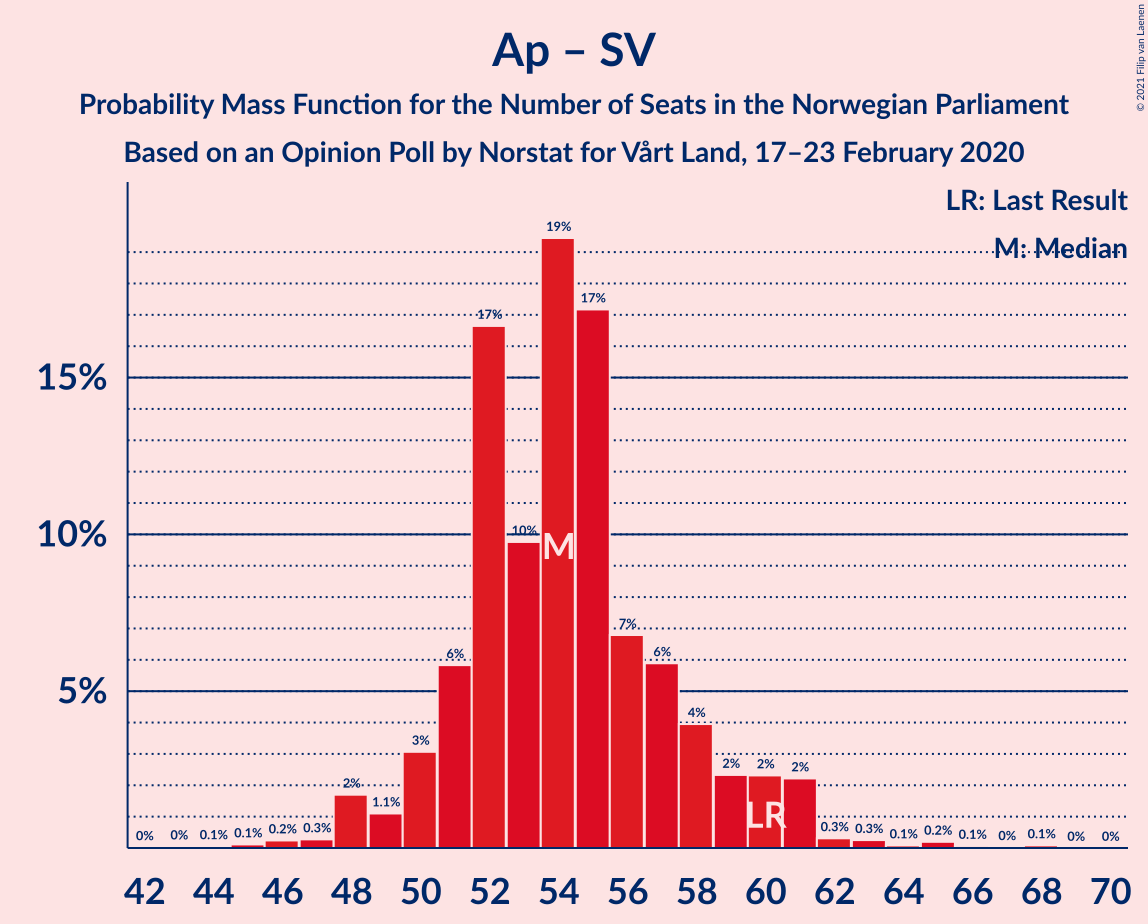 Ap – SV
Probability Mass Function for the Number of Seats in the Norwegian Parliament
Based on an Opinion Poll by Norstat for Vårt Land, 17–23 February 2020
© 2021 Filip van Laenen
LR: Last Result
M: Median
15%
10%
5%
0% 0% 0.1% 0.1% 0.2% 0.3% 2% 1.1% 3% 6% 17% 10% 19% 17% 7% 6% 4% 2% 2% 2% 0.3% 0.3% 0.1% 0.2% 0.1% 0% 0.1% 0% 0%
M
LR
42 44 46 48 50 52 54 56 58 60 62 64 66 68 70